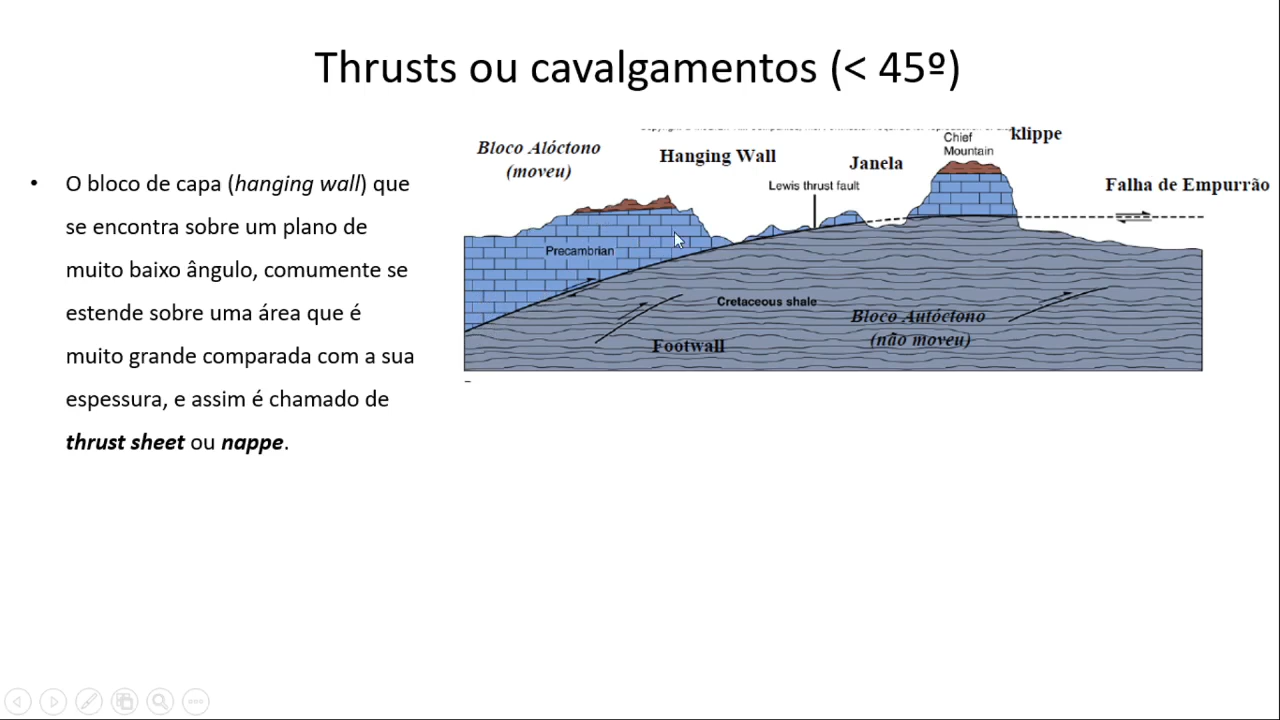 Thrusts ou cavalgamentos (< 45º)
• O bloco de capa (hanging wall) que
se encontra sobre um plano de
muito baixo ângulo, comumente se
estende sobre uma área que é
muito grande comparada com a sua
espessura, e assim é chamado de
thrust sheet ou nappe.
Bloco Alóctono
(moveu)
Hanging Wall
Janela
Chief
Mountain
klippe
Lewis thrust fault
Falha de Empurrão
Precambrian
Cretaceous shale
Bloco Autóctono
(não moveu)
Footwall